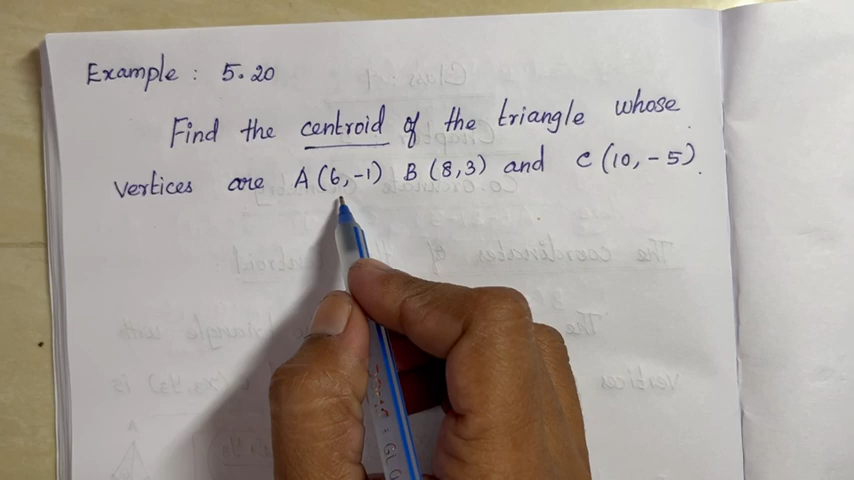 Example : 5.20
Find the centroid of the triangle whose
vertices are A (6,-1) B (8,3) and C (10, -5).